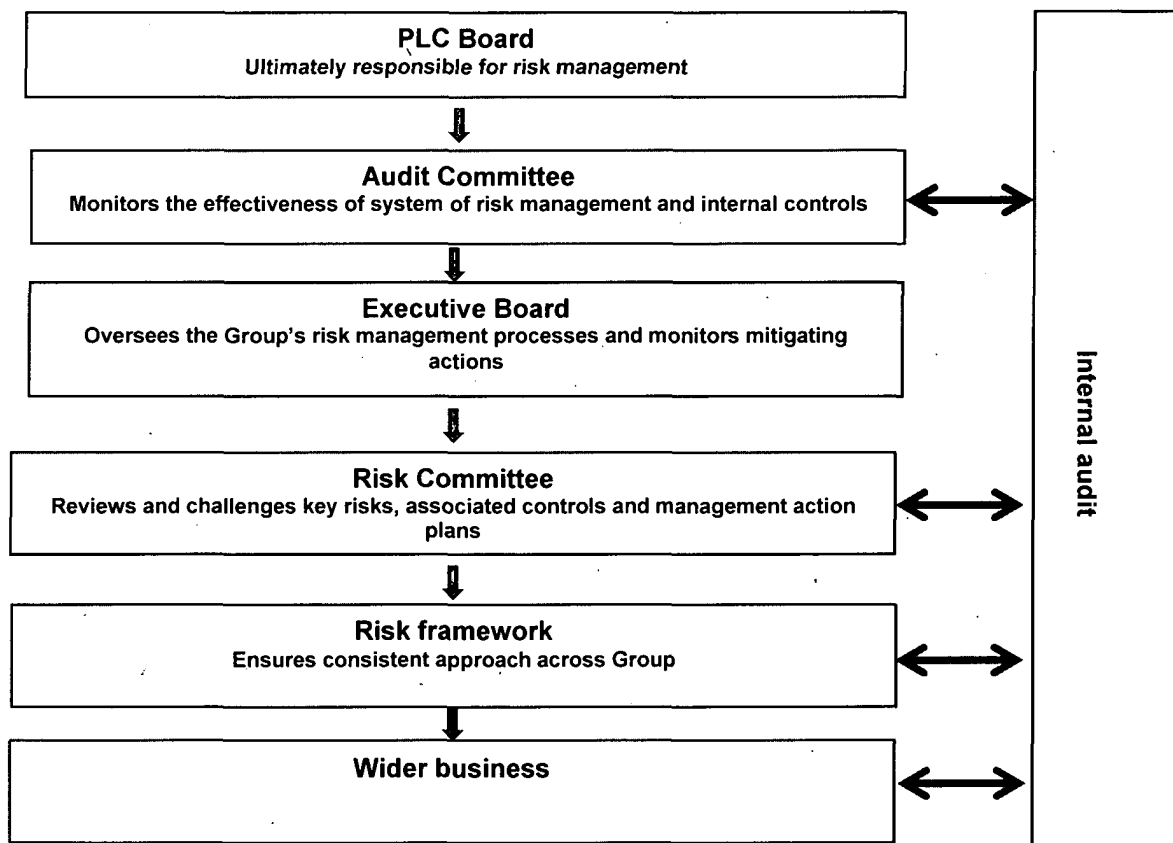 PLC Board
Ultimately responsible for risk management
Audit Committee
Monitors the effectiveness of system of risk management and internal controls
Executive Board
Oversees the Group's risk management processes and monitors mitigating
actions
Risk Committee
Reviews and challenges key risks, associated controls and management action
plans
Risk framework
Ensures consistent approach across Group
Wider business
Internal audit